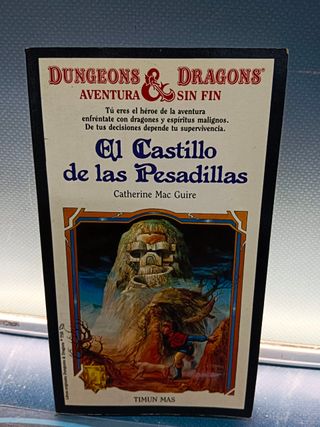 DUNGEONS & DRAGONS®
AVENTURA SIN FIN
Tú eres el héroe de la aventura
enfréntate con dragones y espíritus malignos.
De tus decisiones depende tu supervivencia.
El Castillo
de las Pesadillas
Catherine Mac Guire
TIMUN MAS